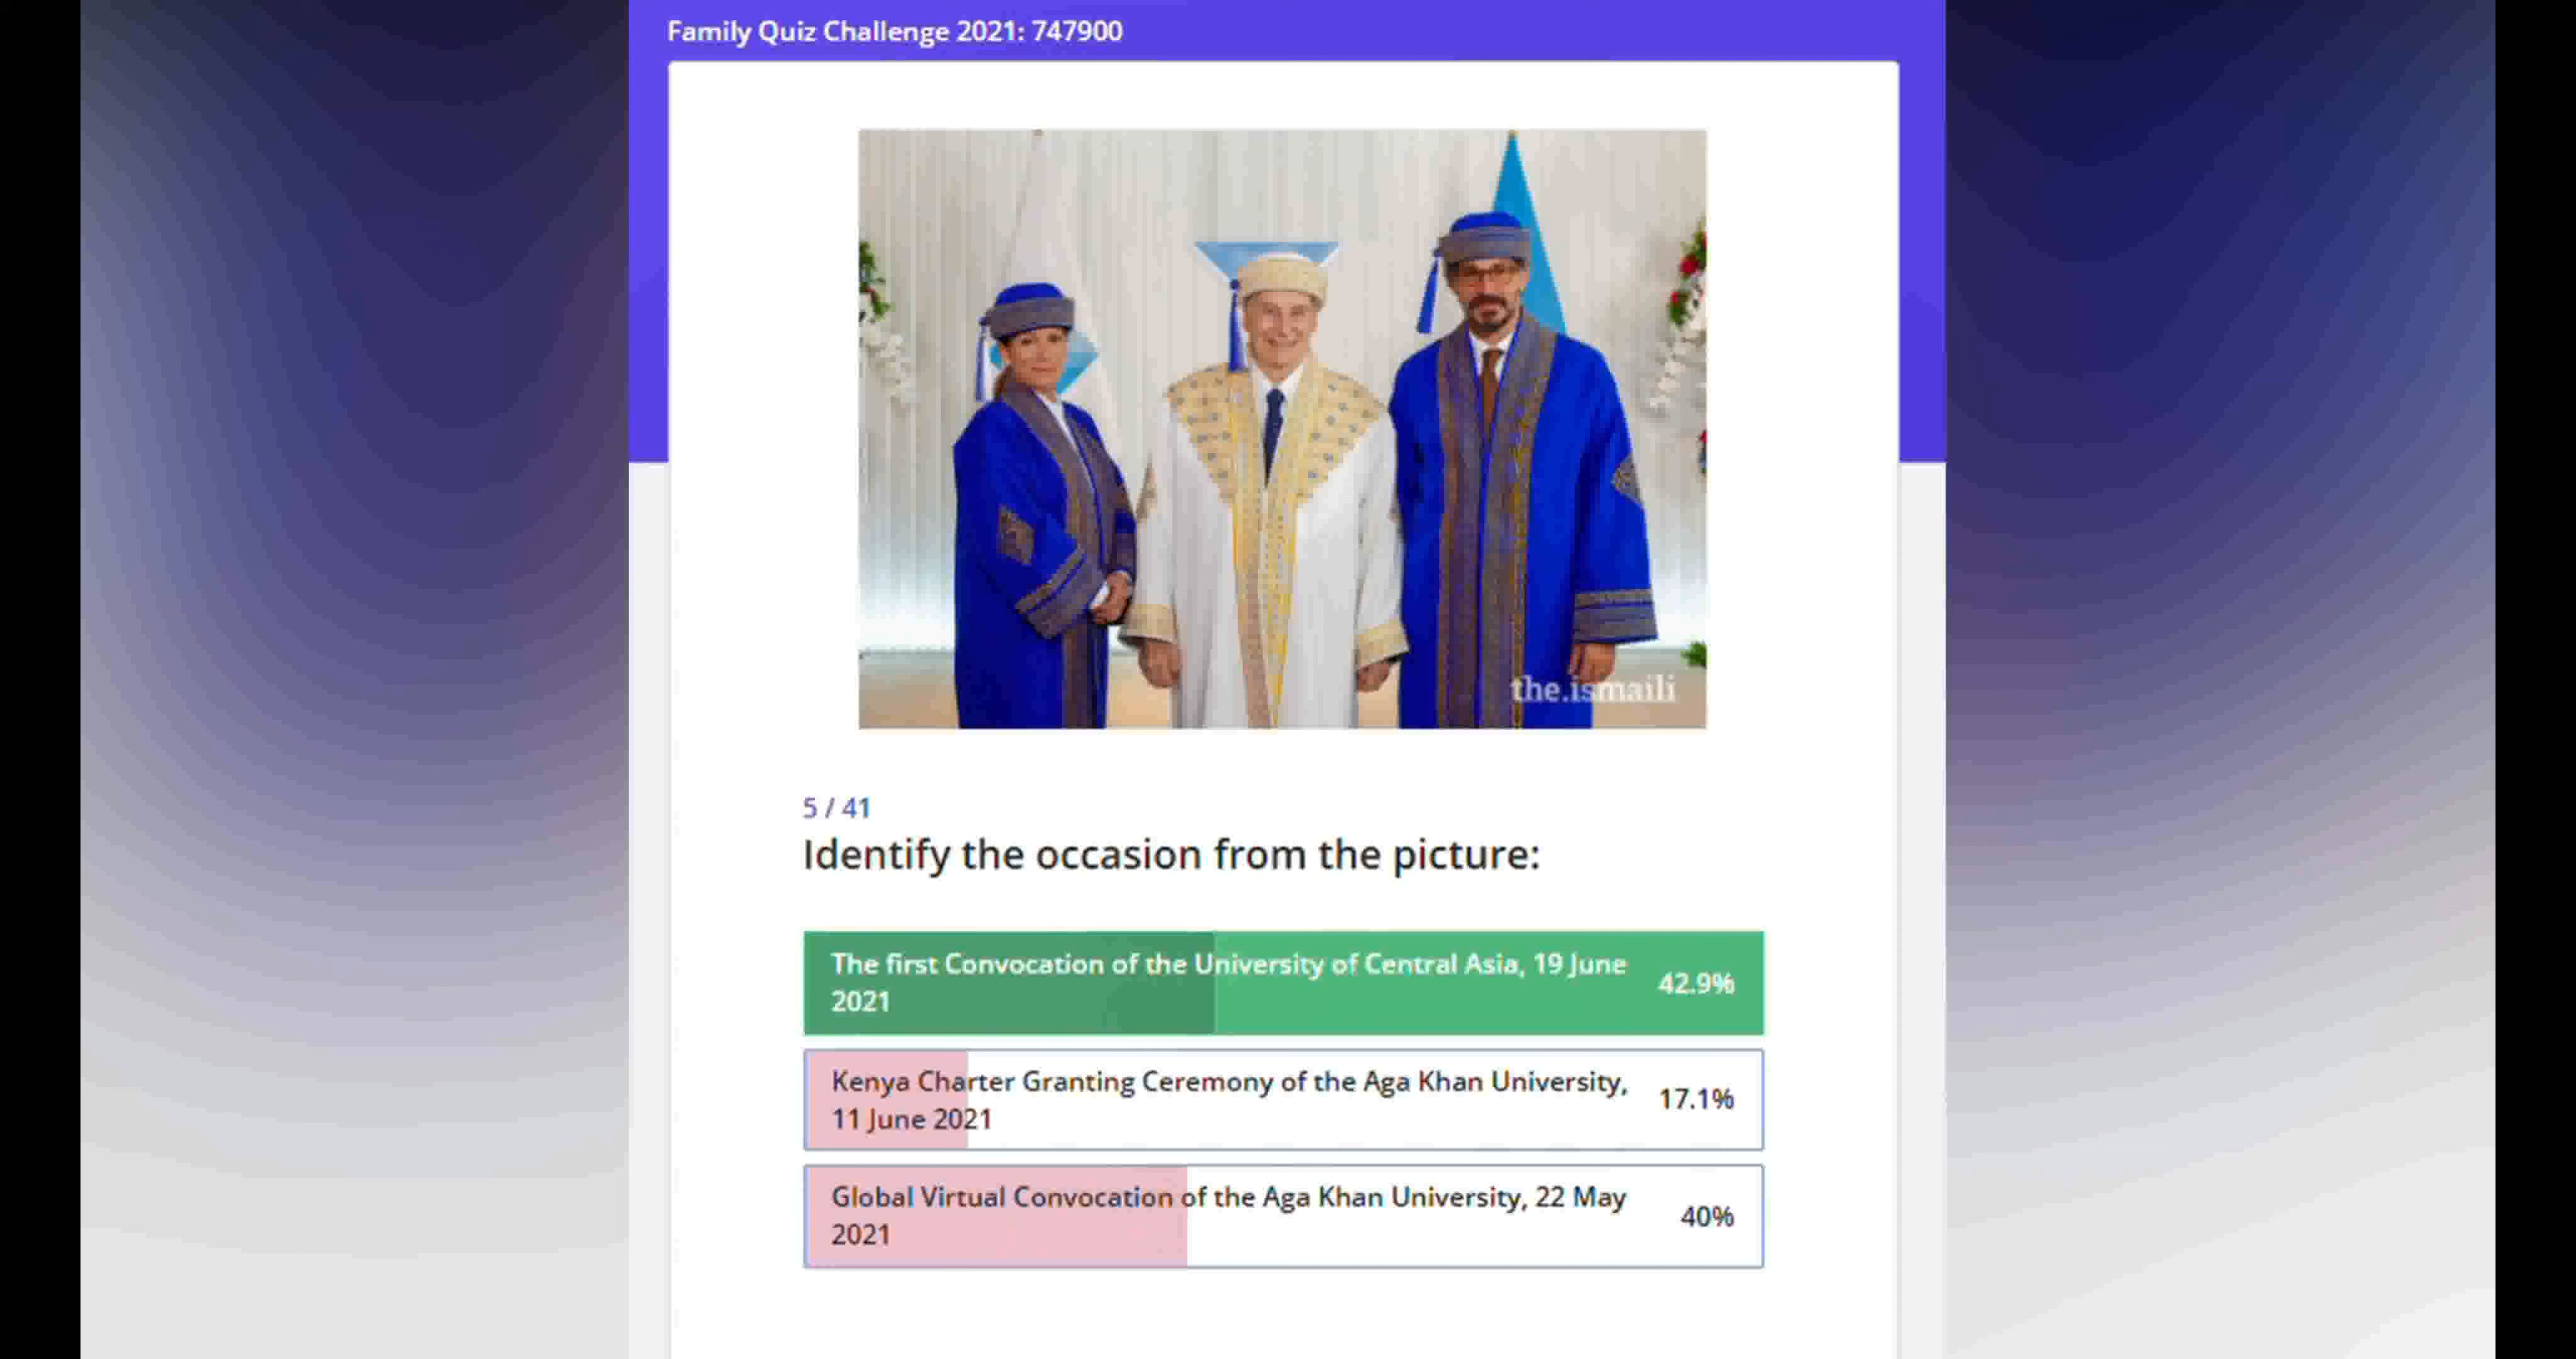 Family Quiz Challenge 2021: 747900
the.ismaili
5 / 41
Identify the occasion from the picture:
The first Convocation of the University of Central Asia, 19 June
2021
42.9%
Kenya Charter Granting Ceremony of the Aga Khan University,
11 June 2021
17.1%
Global Virtual Convocation of the Aga Khan University, 22 May
2021
40%